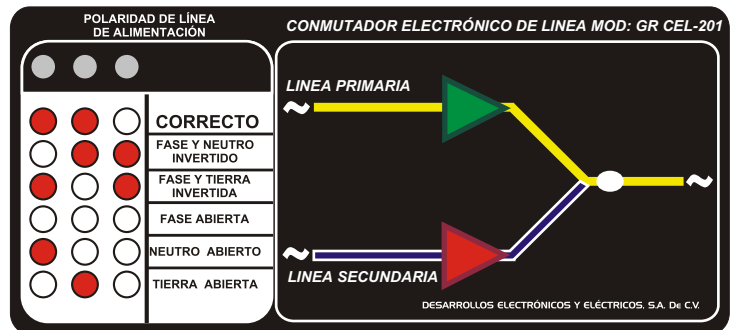 POLARIDAD DE LÍNEA
DE ALIMENTACIÓN
CORRECTO
FASE Y NEUTRO
INVERTIDO
FASE Y TIERRA
INVERTIDA
FASE ABIERTA
NEUTRO ABIERTO
TIERRA ABIERTA
CONMUTADOR ELECTRÓNICO DE LINEA MOD: GR CEL-201
LINEA PRIMARIA
~
~
~
LINEA SECUNDARIA
DESARROLLOS ELECTRÓNICOS Y ELÉCTRICOS, S.A. De C.V.